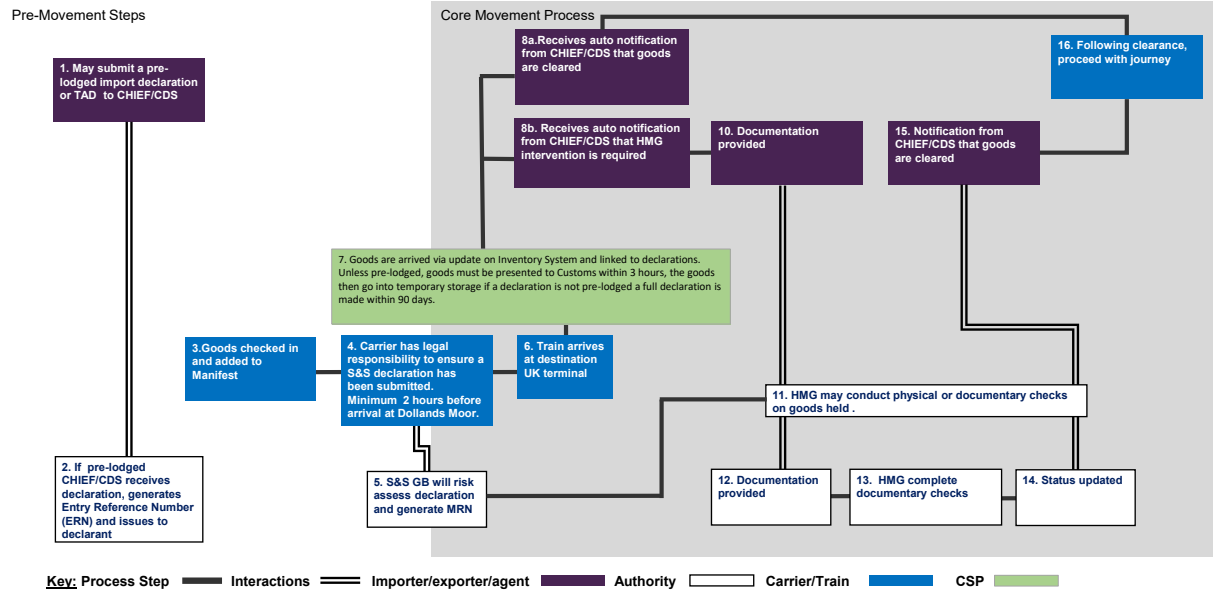 Pre-Movement Steps
Core Movement Process
1. May submit a pre-
lodged import declaration
or TAD to CHIEF/CDS
8a.Receives auto notification
from CHIEF/CDS that goods
are cleared
16. Following clearance,
proceed with journey
8b. Receives auto notification
from CHIEF/CDS that HMG
intervention is required
10. Documentation
provided
15. Notification from
CHIEF/CDS that goods
are cleared
7. Goods are arrived via update on Inventory System and linked to declarations.
Unless pre-lodged, goods must be presented to Customs within 3 hours, the goods
then go into temporary storage if a declaration is not pre-lodged a full declaration is
made within 90 days.
3.Goods checked in
and added to
Manifest
4. Carrier has legal
responsibility to ensure a
S&S declaration has
been submitted.
Minimum 2 hours before
arrival at Dollands Moor.
6. Train arrives
at destination
UK terminal
11. HMG may conduct physical or documentary checks
on goods held .
2. If pre-lodged
CHIEF/CDS receives
declaration, generates
Entry Reference Number
(ERN) and issues to
declarant
5. S&S GB will risk
assess declaration
and generate MRN
12. Documentation
provided
13. HMG complete
documentary checks
14. Status updated
Key: Process Step Interactions Importer/exporter/agent Authority Carrier/Train CSP